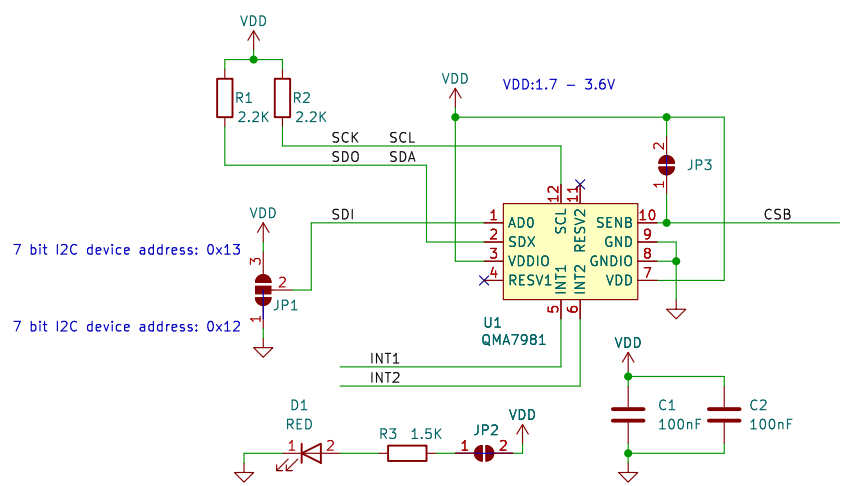 VDD
R1
2.2K
R2
2.2K
VDD
VDD:1.7 - 3.6V
SCK SCL
SDO SDA
2
1
JP3
SDI
CSB
1 AD0
2 SDX
3 VDDIO
4 RESV1
12 SCL
11 RESV2
10 SENB
9 GND
8 GNDIO
7 VDD
5 INT1
6 INT2
U1
QMA7981
VDD
7 bit I2C device address: 0x13
3
2
JP1
1
7 bit I2C device address: 0x12
INT1
INT2
D1
RED
1 2
R3 1.5K
JP2
1 2
VDD
VDD
C1
100nF
C2
100nF